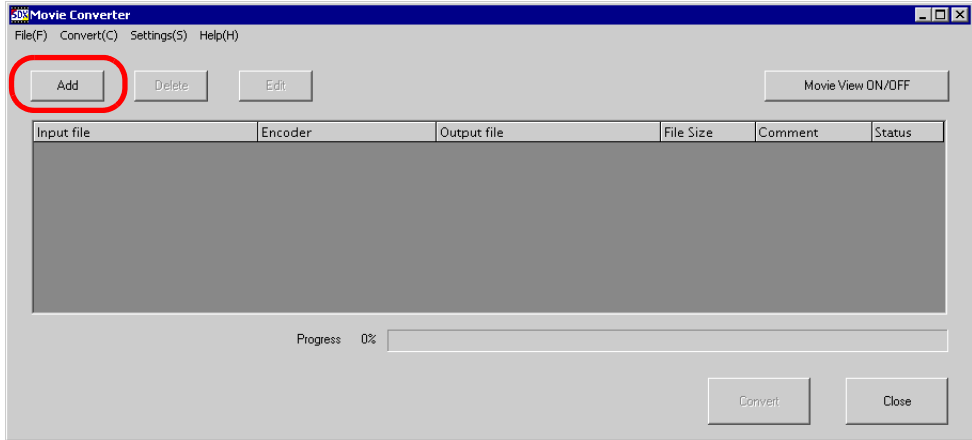 SDX Movie Converter
File(F) Convert(C) Settings(S) Help(H)
Add Delete Edit Movie View ON/OFF
Input file Encoder Output file File Size Comment Status
Progress 0%
Convert Close